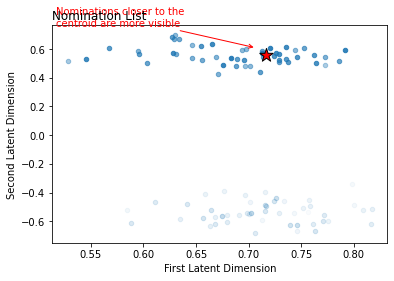 Nominations closer to the
centroid are more visible
Nomination List
0.6
0.4
0.2
0.0
−0.2
−0.4
−0.6
Second Latent Dimension
0.55 0.60 0.65 0.70 0.75 0.80
First Latent Dimension